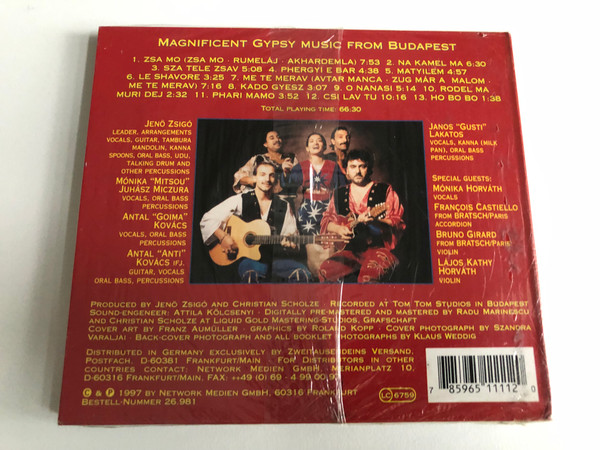 Magnificent Gypsy Music from Budapest
1. Zsa mo (Zsa mo - Rumeláj - Akhardemla) 7:53 2. Na kamel ma 6:30
3. Sza tele zsav 5:08 4. Phergyi e bar 4:38 5. Matyilem 4:57
6. Le shavore 3:25 7. Me te merav (Avtar manca - Zug már a malom -
Me te merav) 7:16 8. Kado gyesz 3:07 9. O nanasi 5:14 10. Rodel ma
muri dej 2:32 11. Phari mamo 3:52 12. Csi lav tu 10:16 13. Ho bo bo 1:38
Total playing time: 66:30
Jenő Zsigó
leader, arrangements
vocals, guitar, tambura
mandolin, kanna
spoons, oral bass, udu,
talking drum and
other percussions
Mónika "Mitsou"
Juhász Miczura
vocals, oral bass
percussions
Antal "Gojma"
Kovács
vocals, oral bass
percussions
Antal "Anti"
Kovács ifj.
guitar, vocals
oral bass, percussions
Janos "Gusti"
Lakatos
vocals, kanna (milk
pan), oral bass
percussions
Special guests:
Mónika Horváth
vocals
François Castiello
from Bratsch/Paris
accordion
Bruno Girard
from Bratsch/Paris
violin
Lájos Kathy
Horváth
violin
Produced by Jenő Zsigó and Christian Scholze - Recorded at Tom Tom Studios in Budapest
Sound-engeneer: Attila Kölcsenyi - Digitally pre-mastered and mastered by Radu Marinescu
and Christian Scholze at Liquid Gold Mastering-Studios, Grafschaft
Cover art by Franz Aumüller - graphics by Roland Kopp - Cover photograph by Szandra
Varaljai - Back-cover photograph and all booklet photographs by Klaus Weddig
Distributed in Germany exclusively by Zweitausendeins Versand,
Postfach, D-60381 Frankfurt/Main - For Distributors in other
countries contact: Network Medien GmbH, Merianplatz 10,
D-60316 Frankfurt/Main, Fax: ++49 (0) 69 - 4 99 00 97
C & P 1997 by Network Medien GmbH, 60316 Frankfurt
Bestell-Nummer 26.981
LC 6759
7 85965 11112 0